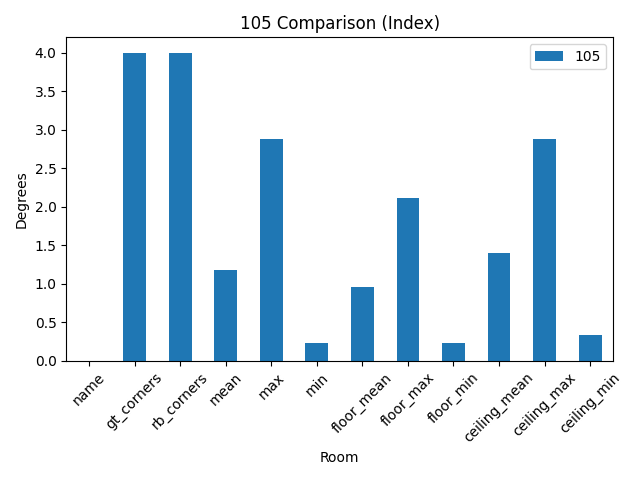 105 Comparison (Index)
105
Degrees
4.0
3.5
3.0
2.5
2.0
1.5
1.0
0.5
0.0
name
gt_corners
rb_corners
mean
max
min
floor_mean
floor_max
floor_min
ceiling_mean
ceiling_max
ceiling_min
Room